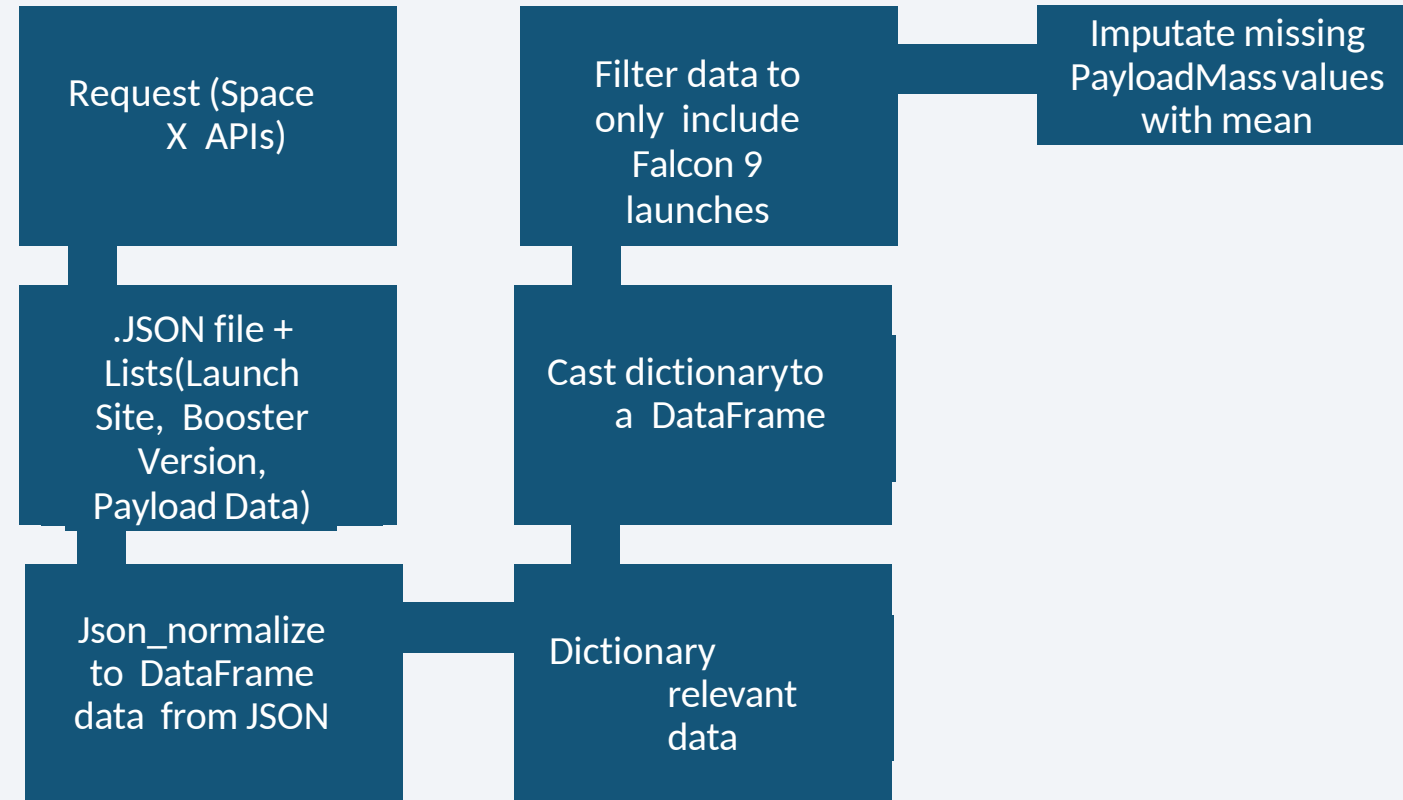 Request (Space
X APIs)
.JSON file +
Lists(Launch
Site, Booster
Version,
Payload Data)
Json_normalize
to DataFrame
data from JSON
Dictionary
relevant
data
Cast dictionaryto
a DataFrame
Filter data to
only include
Falcon 9
launches
Imputate missing
PayloadMass values
with mean